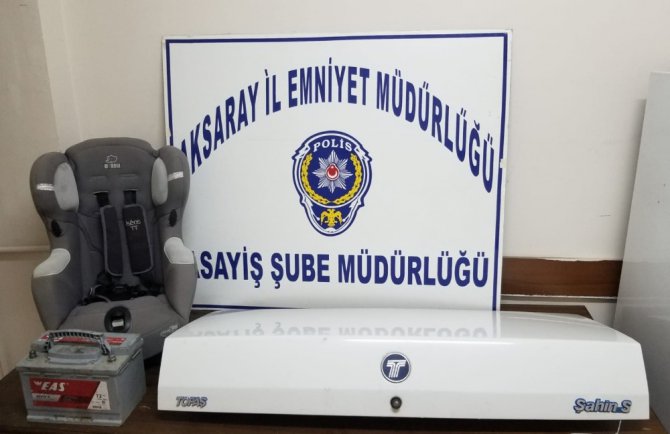 AKSARAY İL EMNİYET MÜDÜRLÜĞÜ
POLİS
ASAYİŞ ŞUBE MÜDÜRLÜĞÜ
EAS
T
TOFAŞ
Şahin-S